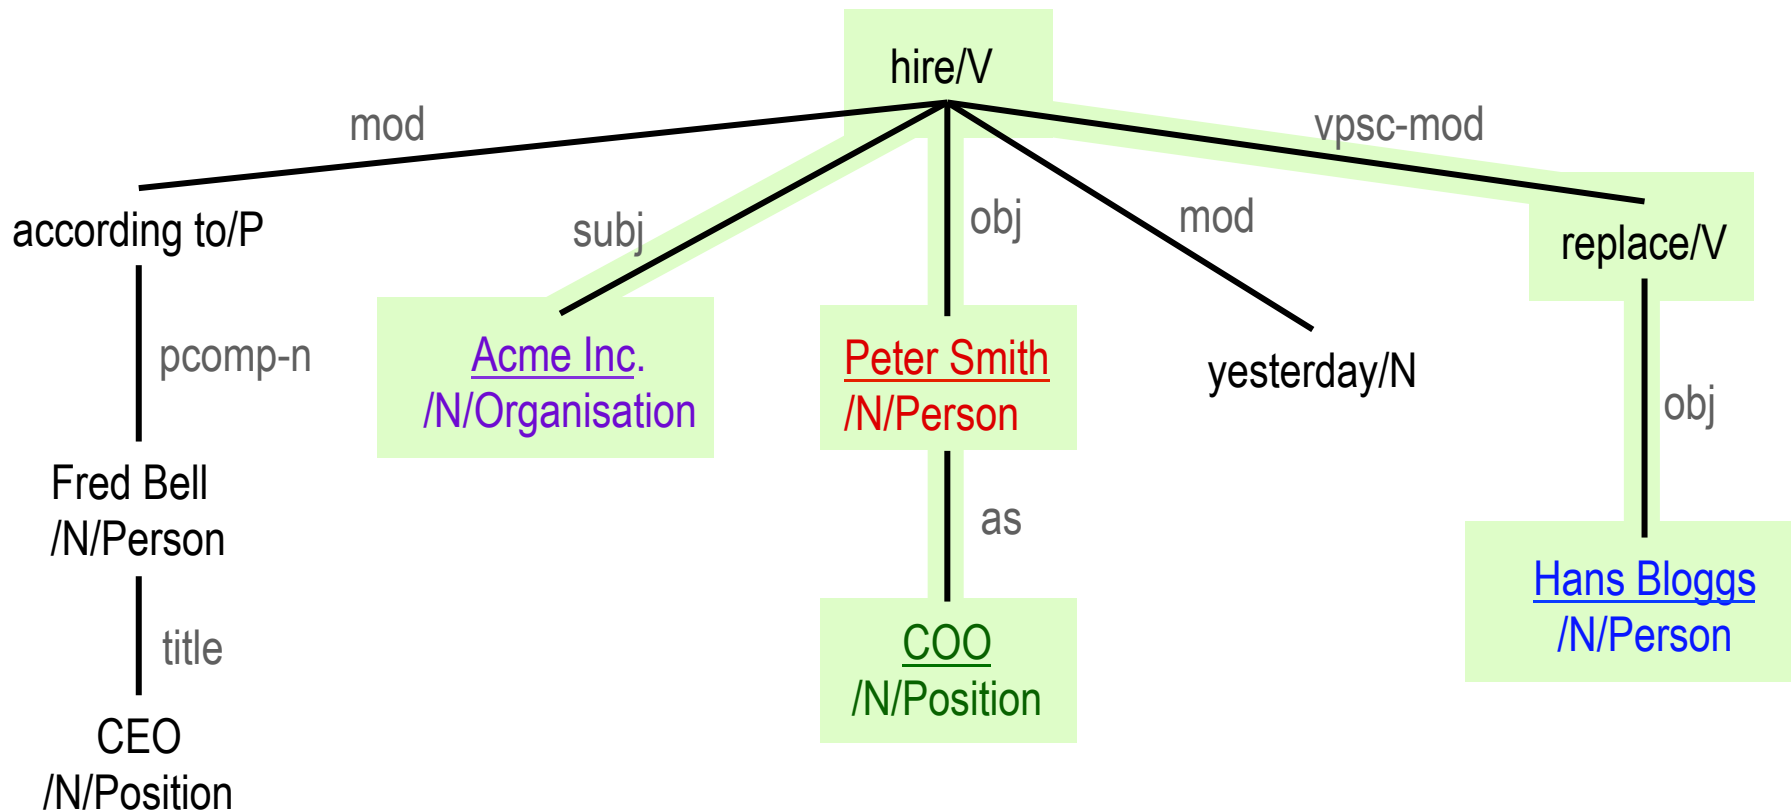 hire/V
mod
vpsc-mod
subj
obj
mod
according to/P
replace/V
pcomp-n
Acme Inc.
/N/Organisation
Peter Smith
/N/Person
yesterday/N
obj
Fred Bell
/N/Person
as
Hans Bloggs
/N/Person
title
COO
/N/Position
CEO
/N/Position